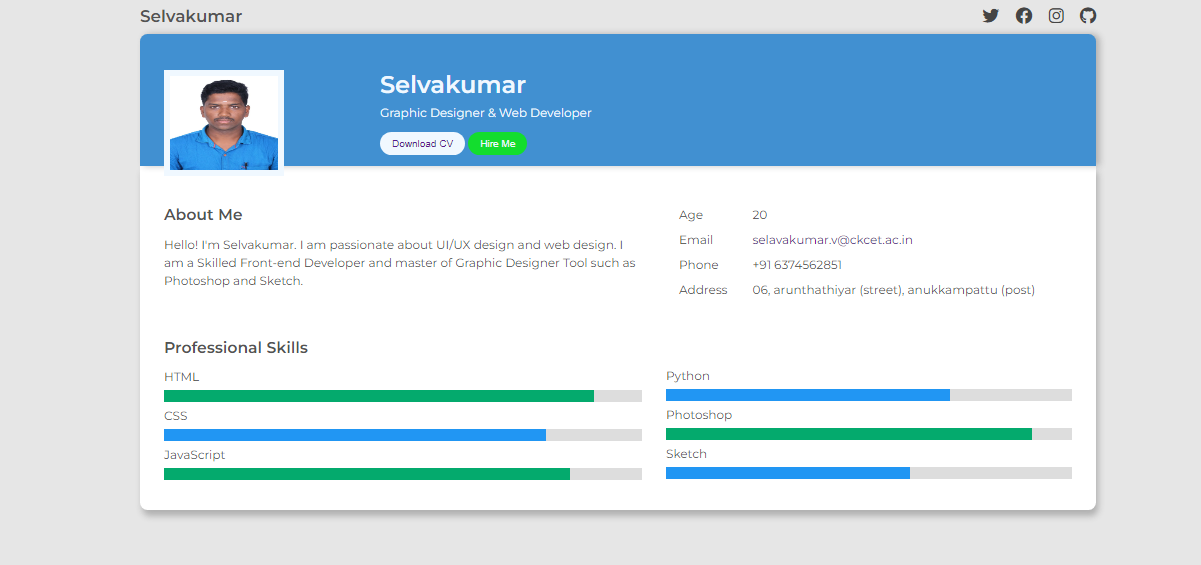 Selvakumar
Selvakumar
Graphic Designer & Web Developer
Download CV
Hire Me
About Me
Hello! I'm Selvakumar. I am passionate about UI/UX design and web design. I
am a Skilled Front-end Developer and master of Graphic Designer Tool such as
Photoshop and Sketch.
Age 20
Email selavakumar.v@ckcet.ac.in
Phone +91 6374562851
Address 06, arunthathiyar (street), anukkampattu (post)
Professional Skills
HTML
CSS
JavaScript
Python
Photoshop
Sketch